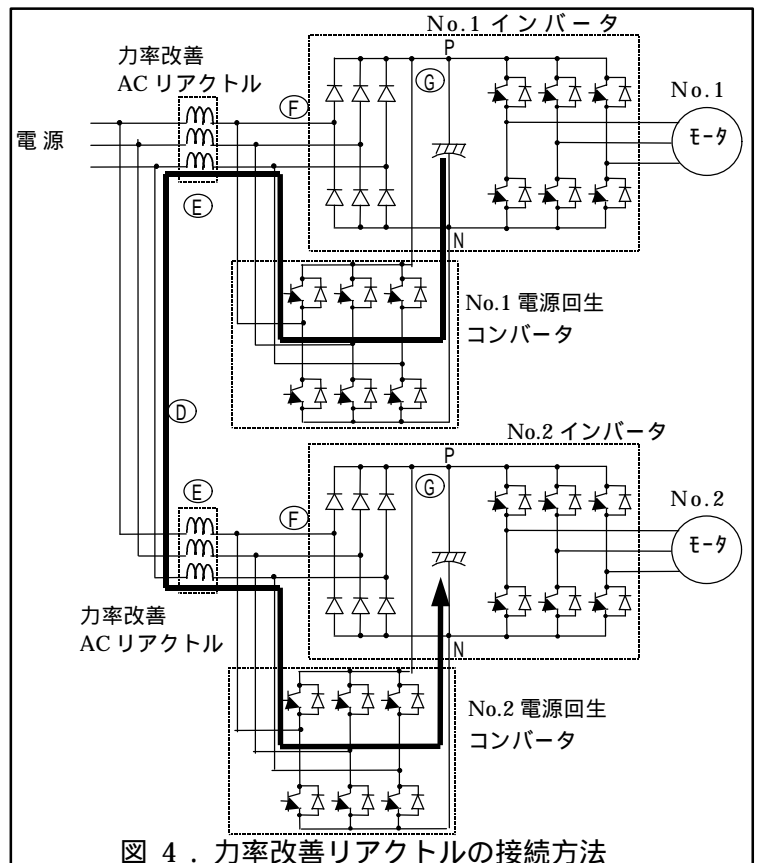 No.1 インバータ
P
力率改善
AC リアクトル
Ⓕ
Ⓖ
No.1
電源
モータ
Ⓔ
N
No.1 電源回生
コンバータ
Ⓓ
No.2 インバータ
P
Ⓔ
Ⓕ
Ⓖ
No.2
モータ
力率改善
AC リアクトル
N
No.2 電源回生
コンバータ
図 4．力率改善リアクトルの接続方法